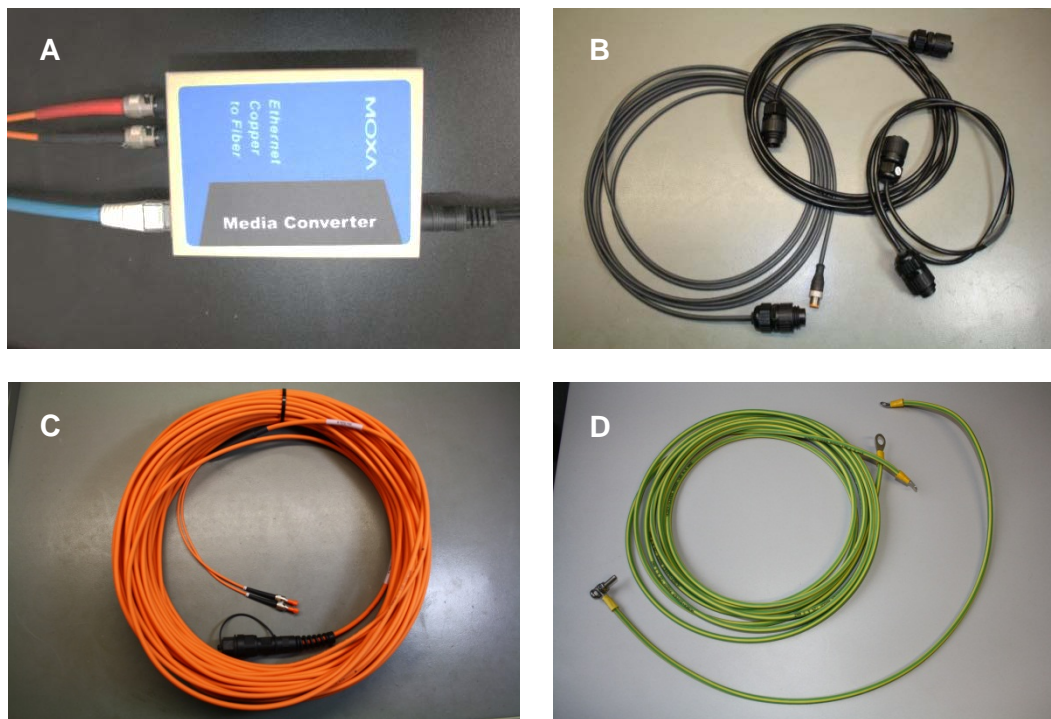 A
MOXA
Ethernet
Copper
to Fiber
Media Converter
B
C
D